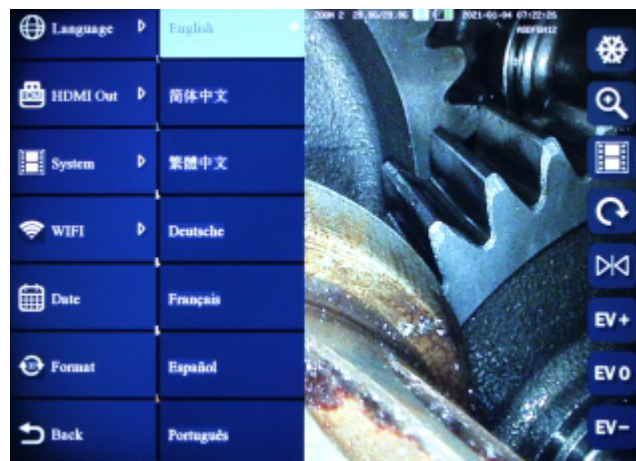 Language
HDMI Out
System
WIFI
Date
Format
Back
English
简体中文
繁體中文
Deutsche
Français
Español
Português
2021-01-04 07:22:26
EV+
EV 0
EV-